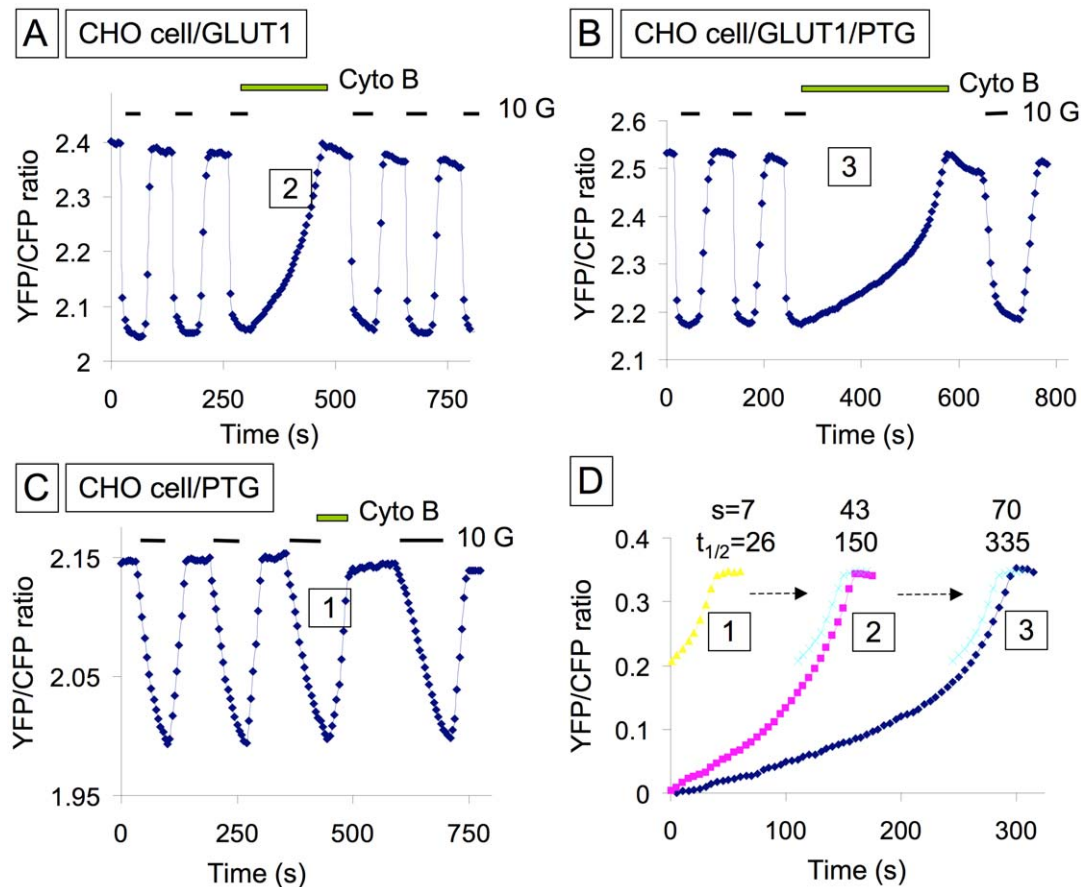 A CHO cell/GLUT1
Cyto B
10 G
YFP/CFP ratio
2.4
2.3
2.2
2.1
2
2
0 250 500 750
Time (s)
B CHO cell/GLUT1/PTG
Cyto B
10 G
YFP/CFP ratio
2.6
2.5
2.4
2.3
2.2
2.1
3
0 200 400 600 800
Time (s)
C CHO cell/PTG
Cyto B
10 G
YFP/CFP ratio
2.15
2.05
1.95
1
0 250 500 750
Time (s)
D
s=7 43 70
t1/2=26 150 335
YFP/CFP ratio
0.4
0.3
0.2
0.1
0
1 2 3
0 100 200 300
Time (s)